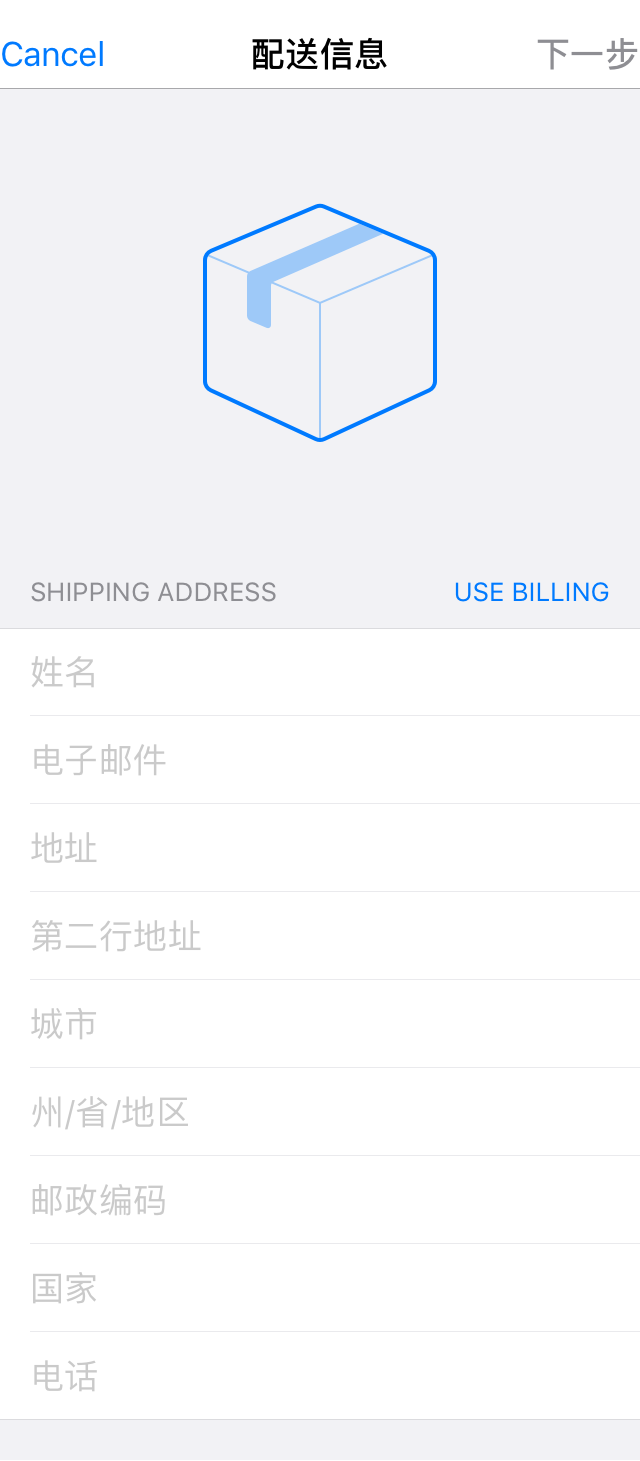 Cancel 配送信息 下一步
SHIPPING ADDRESS USE BILLING
姓名
电子邮件
地址
第二行地址
城市
州/省/地区
邮政编码
国家
电话